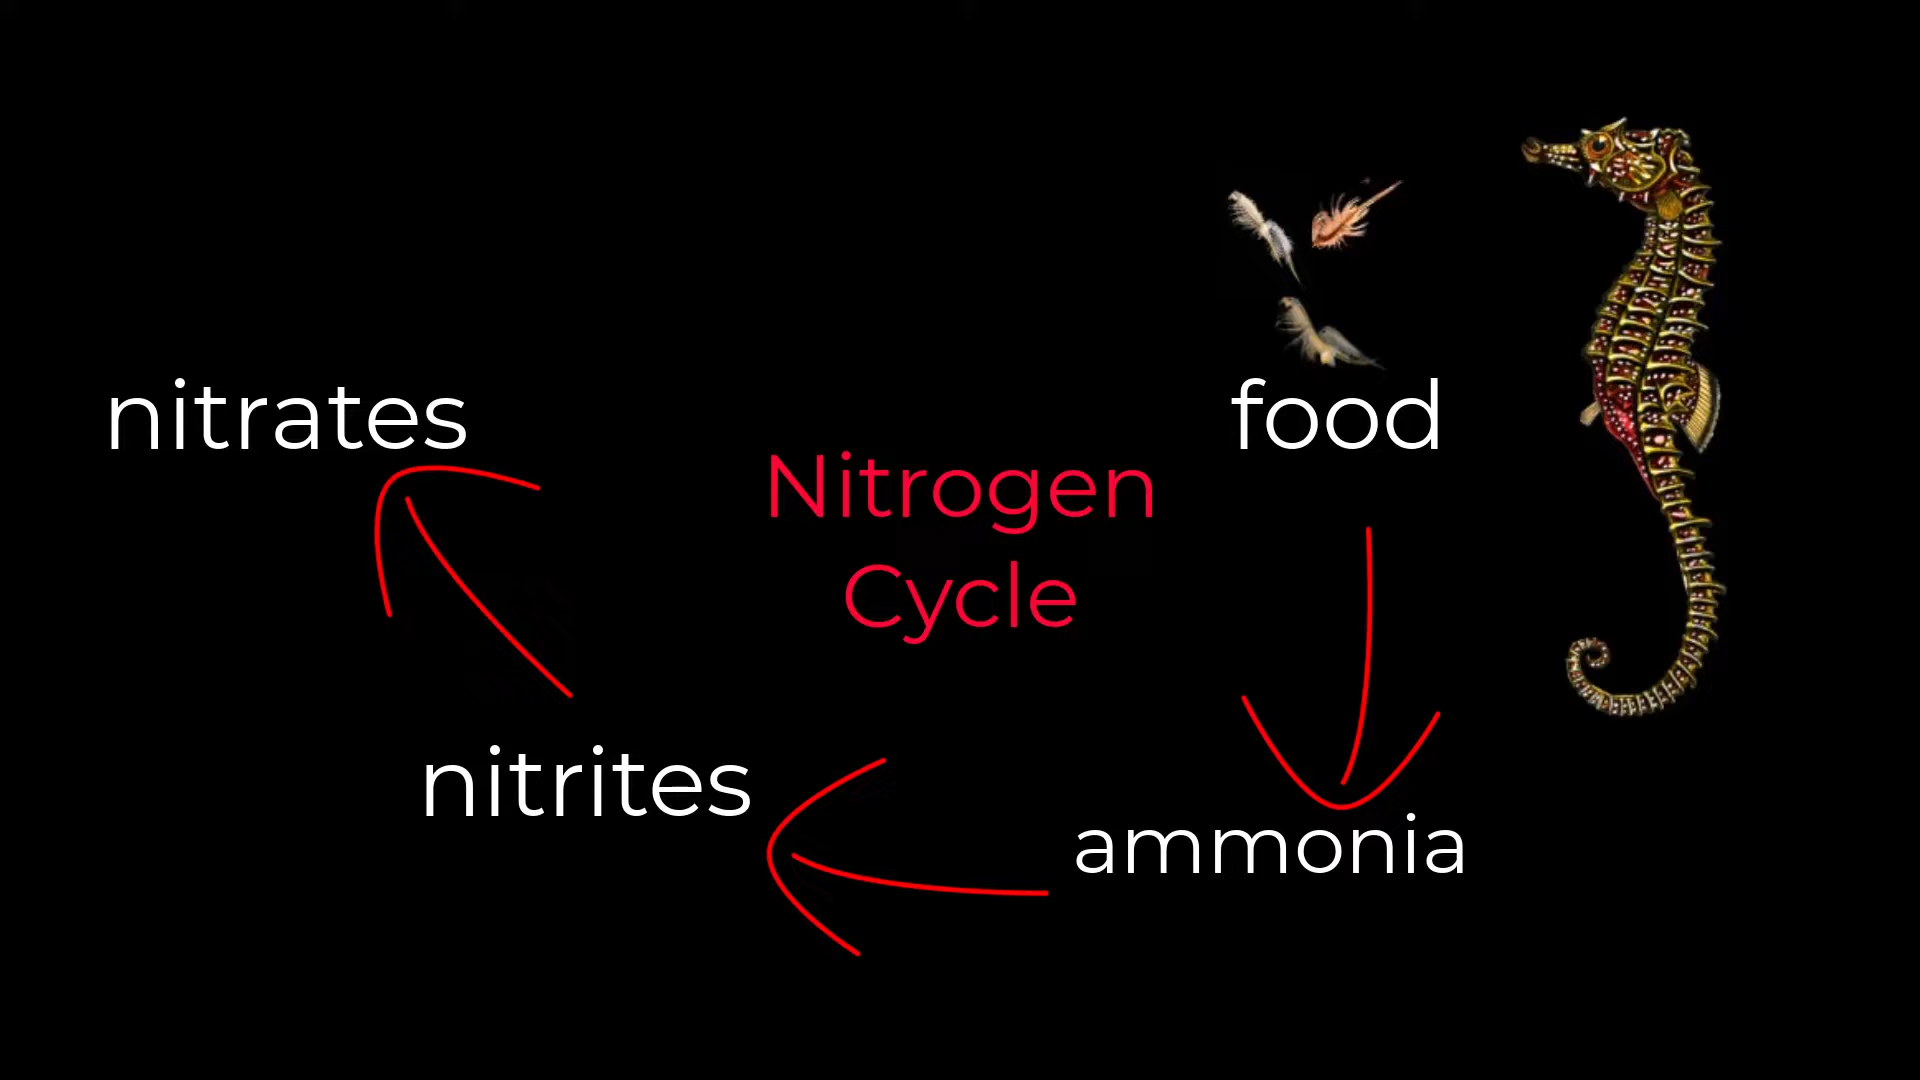 nitrates
food
Nitrogen
Cycle
nitrites
ammonia